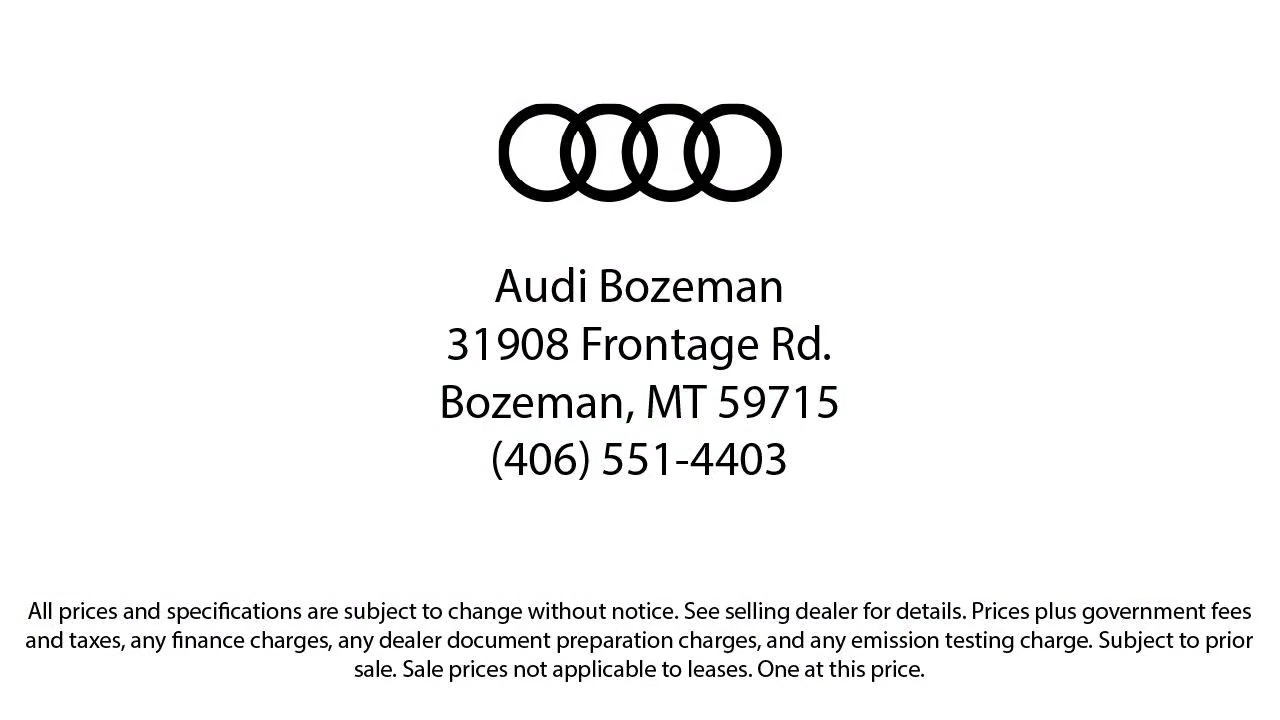 Audi Bozeman
31908 Frontage Rd.
Bozeman, MT 59715
(406) 551-4403
All prices and specifications are subject to change without notice. See selling dealer for details. Prices plus government fees
and taxes, any finance charges, any dealer document preparation charges, and any emission testing charge. Subject to prior
sale. Sale prices not applicable to leases. One at this price.